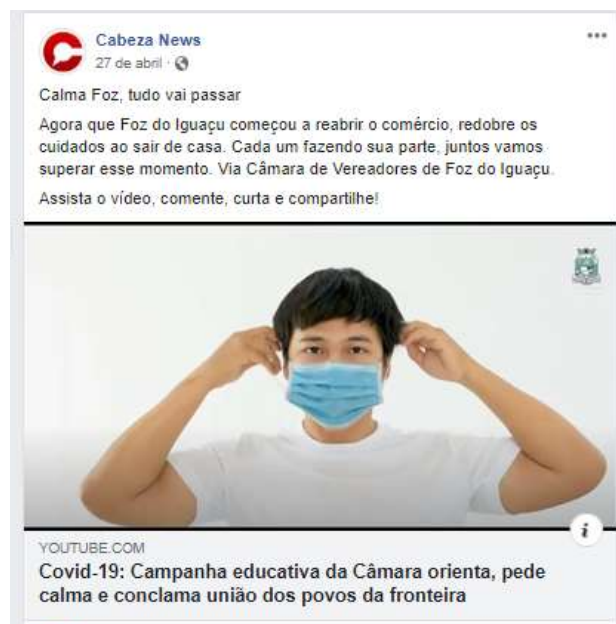 Cabeza News
27 de abril ·
Calma Foz, tudo vai passar
Agora que Foz do Iguaçu começou a reabrir o comércio, redobre os
cuidados ao sair de casa. Cada um fazendo sua parte, juntos vamos
superar esse momento. Via Câmara de Vereadores de Foz do Iguaçu.
Assista o vídeo, comente, curta e compartilhe!
YOUTUBE.COM
Covid-19: Campanha educativa da Câmara orienta, pede
calma e conclama união dos povos da fronteira